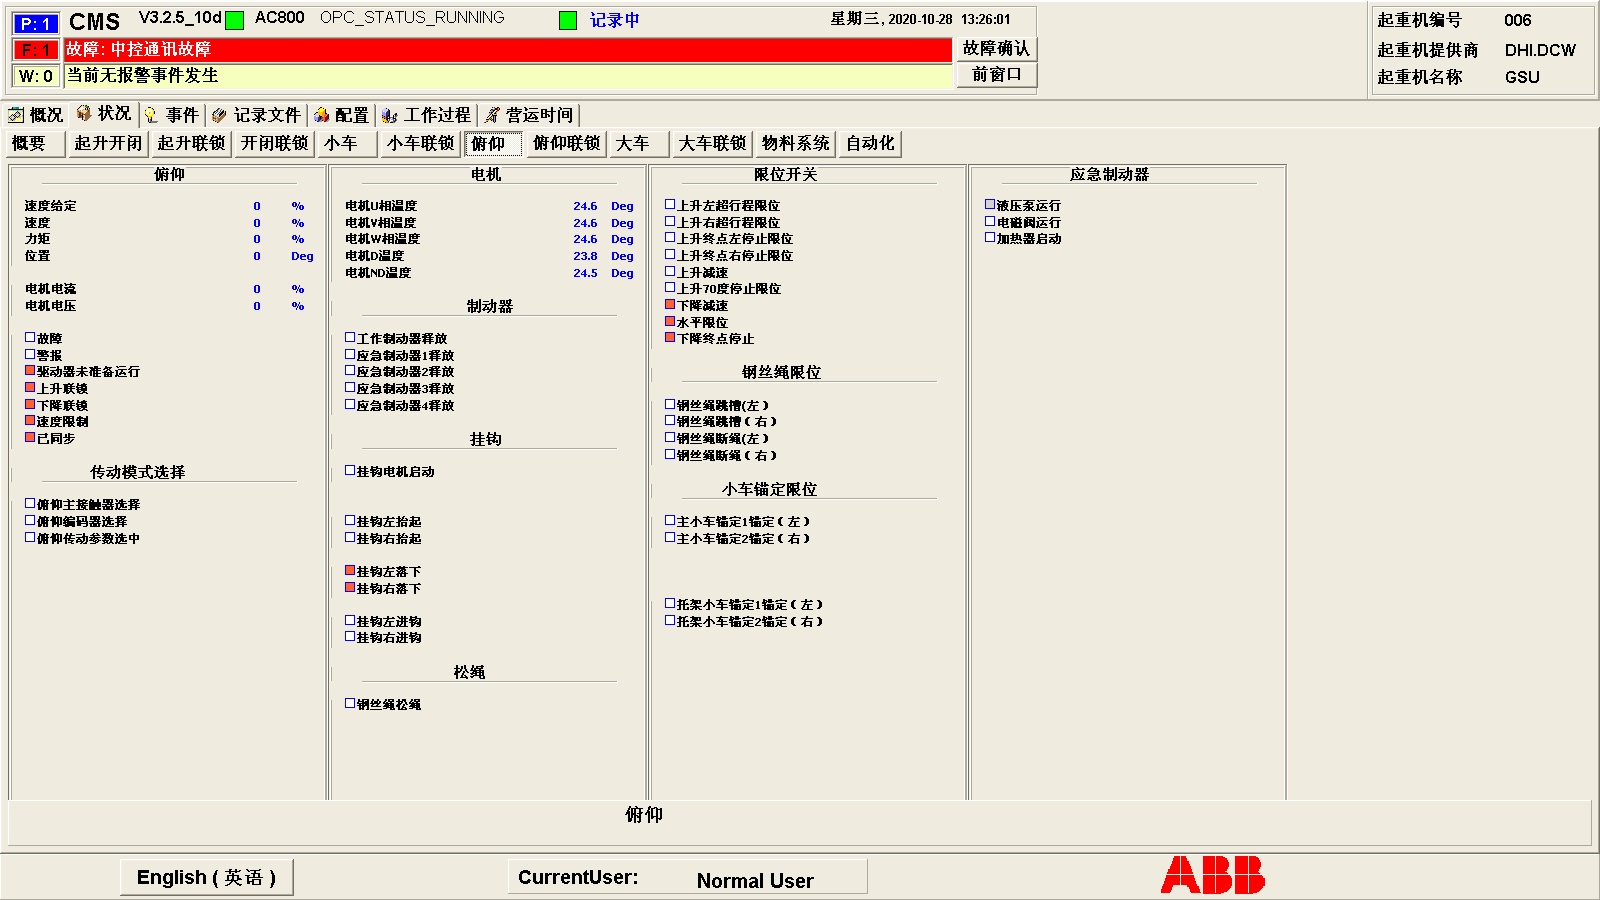 P: 1 CMS V3.2.5_10d AC800 OPC_STATUS_RUNNING 记录中 星期三, 2020-10-28 13:26:01
F: 1 故障: 中控通讯故障 故障确认
W: 0 当前无报警事件发生 前窗口
起重机编号 006
起重机提供商 DHI.DCW
起重机名称 GSU
概况 状况 事件 记录文件 配置 工作过程 营运时间
概要 起升开闭 起升联锁 开闭联锁 小车 小车联锁 俯仰 俯仰联锁 大车 大车联锁 物料系统 自动化
俯仰
速度给定 0 %
速度 0 %
力矩 0 %
位置 0 Deg
电机电流 0 %
电机电压 0 %
故障
警报
驱动器未准备运行
上升联锁
下降联锁
速度限制
已同步
传动模式选择
俯仰主接触器选择
俯仰编码器选择
俯仰传动参数选中
电机
电机U相温度 24.6 Deg
电机V相温度 24.6 Deg
电机W相温度 24.6 Deg
电机D温度 23.8 Deg
电机ND温度 24.5 Deg
制动器
工作制动器释放
应急制动器1释放
应急制动器2释放
应急制动器3释放
应急制动器4释放
挂钩
挂钩电机启动
挂钩左抬起
挂钩右抬起
挂钩左落下
挂钩右落下
挂钩左进钩
挂钩右进钩
松绳
钢丝绳松绳
限位开关
上升左超行程限位
上升右超行程限位
上升终点左停止限位
上升终点右停止限位
上升减速
上升70度停止限位
下降减速
水平限位
下降终点停止
钢丝绳限位
钢丝绳跳槽(左)
钢丝绳跳槽(右)
钢丝绳断绳(左)
钢丝绳断绳(右)
小车锚定限位
主小车锚定1锚定(左)
主小车锚定2锚定(右)
托架小车锚定1锚定(左)
托架小车锚定2锚定(右)
应急制动器
液压泵运行
电磁阀运行
加热器启动
俯仰
English ( 英语 ) CurrentUser: Normal User ABB